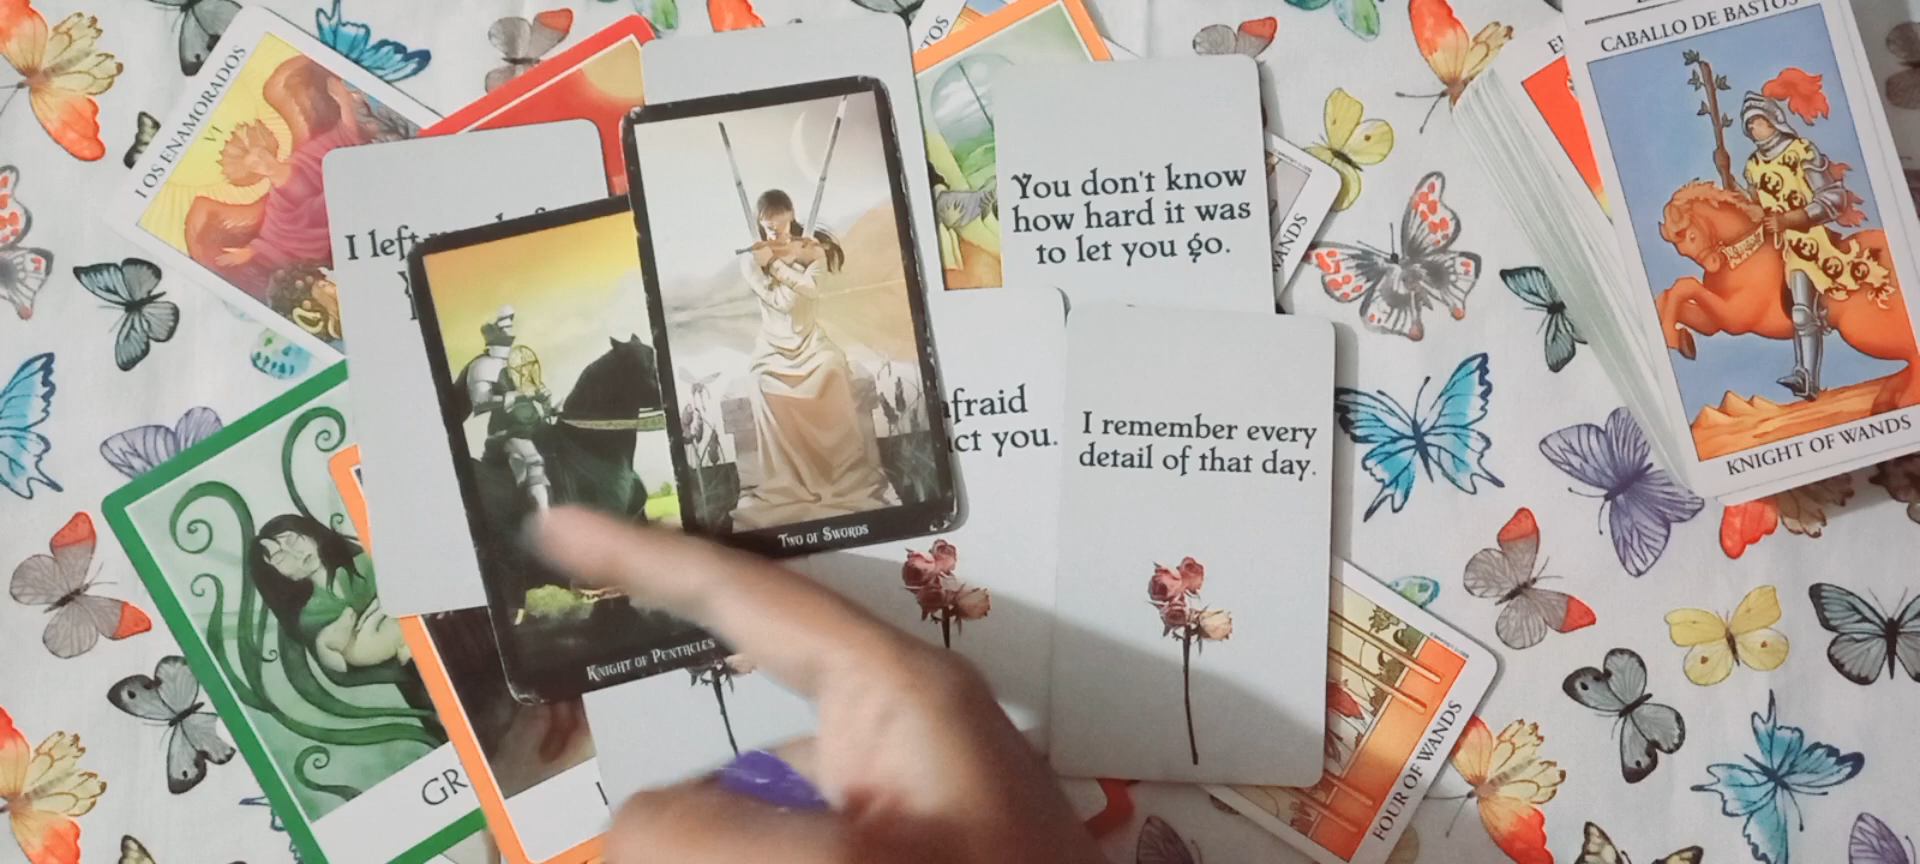 LOS ENAMORADOS
VI
I left
TOS
You don't know
how hard it was
to let you go.
WANDS
CABALLO DE BASTOS
KNIGHT OF WANDS
fraid
ct you.
I remember every
detail of that day.
TWO OF SWORDS
KNIGHT OF PENTACLES
GR
FOUR OF WANDS